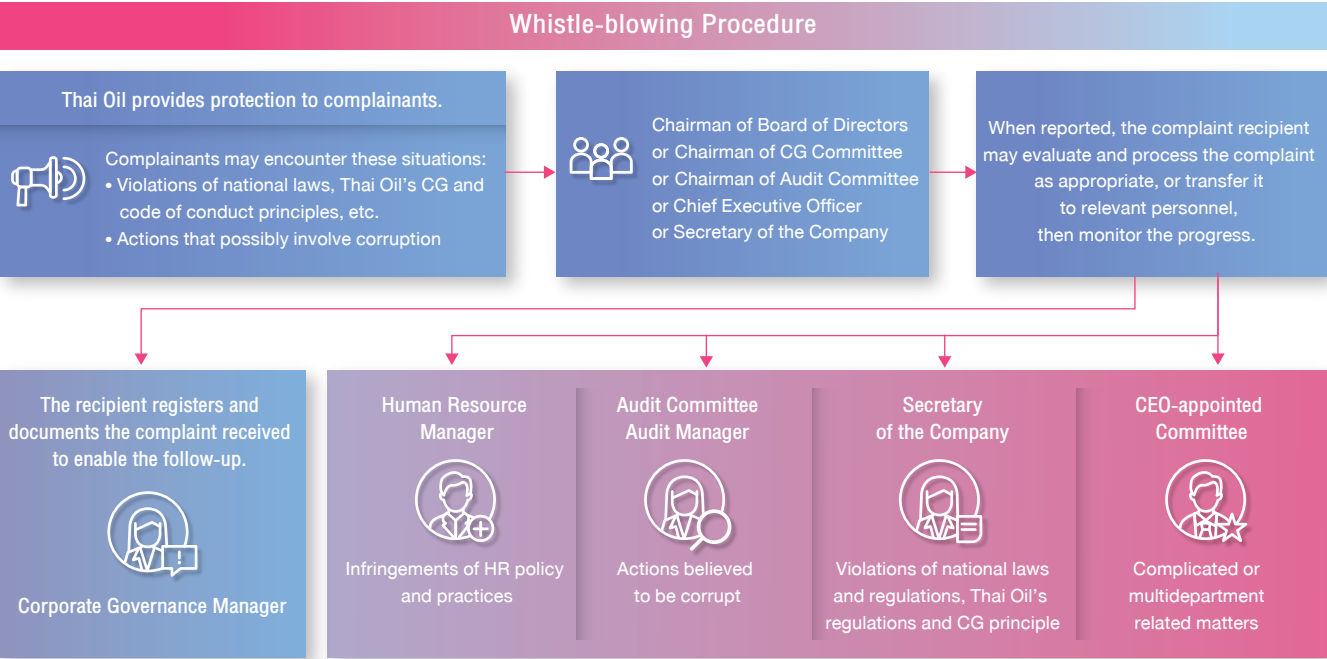 Whistle-blowing Procedure
Thai Oil provides protection to complainants.
Complainants may encounter these situations:
• Violations of national laws, Thai Oil's CG and
code of conduct principles, etc.
• Actions that possibly involve corruption
Chairman of Board of Directors
or Chairman of CG Committee
or Chairman of Audit Committee
or Chief Executive Officer
or Secretary of the Company
When reported, the complaint recipient
may evaluate and process the complaint
as appropriate, or transfer it
to relevant personnel,
then monitor the progress.
The recipient registers and
documents the complaint received
to enable the follow-up.
!
Corporate Governance Manager
Human Resource
Manager
Infringements of HR policy
and practices
Audit Committee
Audit Manager
Actions believed
to be corrupt
Secretary
of the Company
Violations of national laws
and regulations, Thai Oil's
regulations and CG principle
CEO-appointed
Committee
Complicated or
multidepartment
related matters